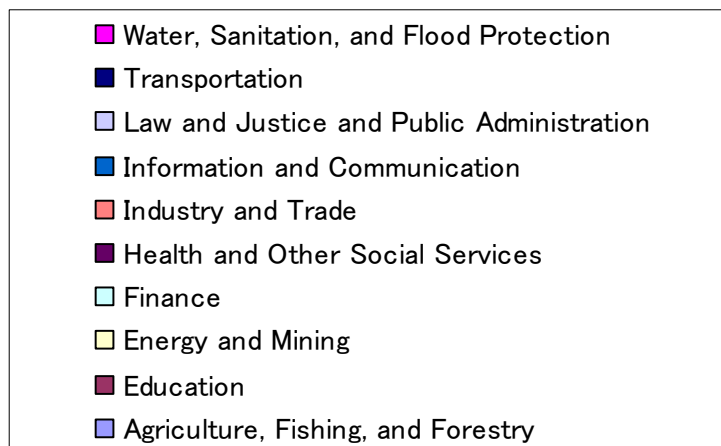 Water, Sanitation, and Flood Protection
Transportation
Law and Justice and Public Administration
Information and Communication
Industry and Trade
Health and Other Social Services
Finance
Energy and Mining
Education
Agriculture, Fishing, and Forestry